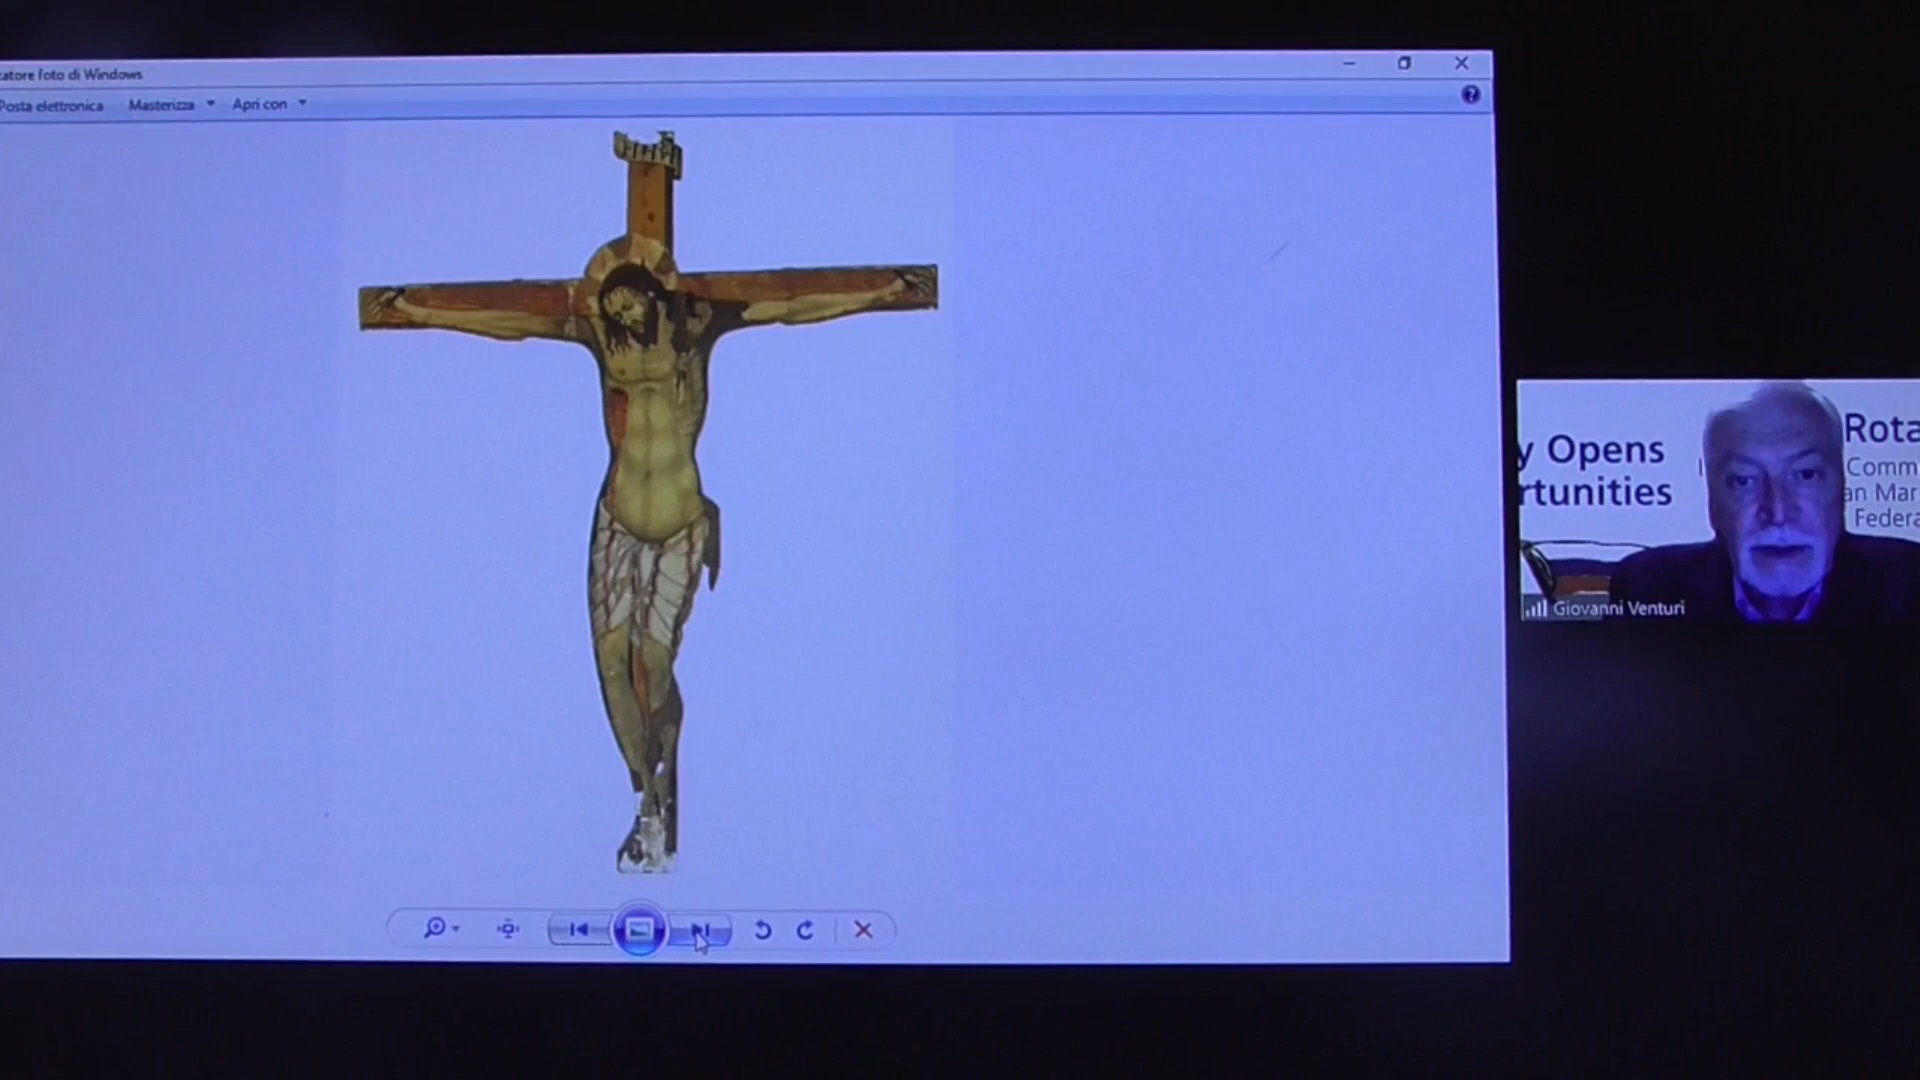 atore foto di Windows
Posta elettronica Masterizza Apri con
y Opens
rtunities
Rota
Comm
an Mar
Federa
Giovanni Venturi